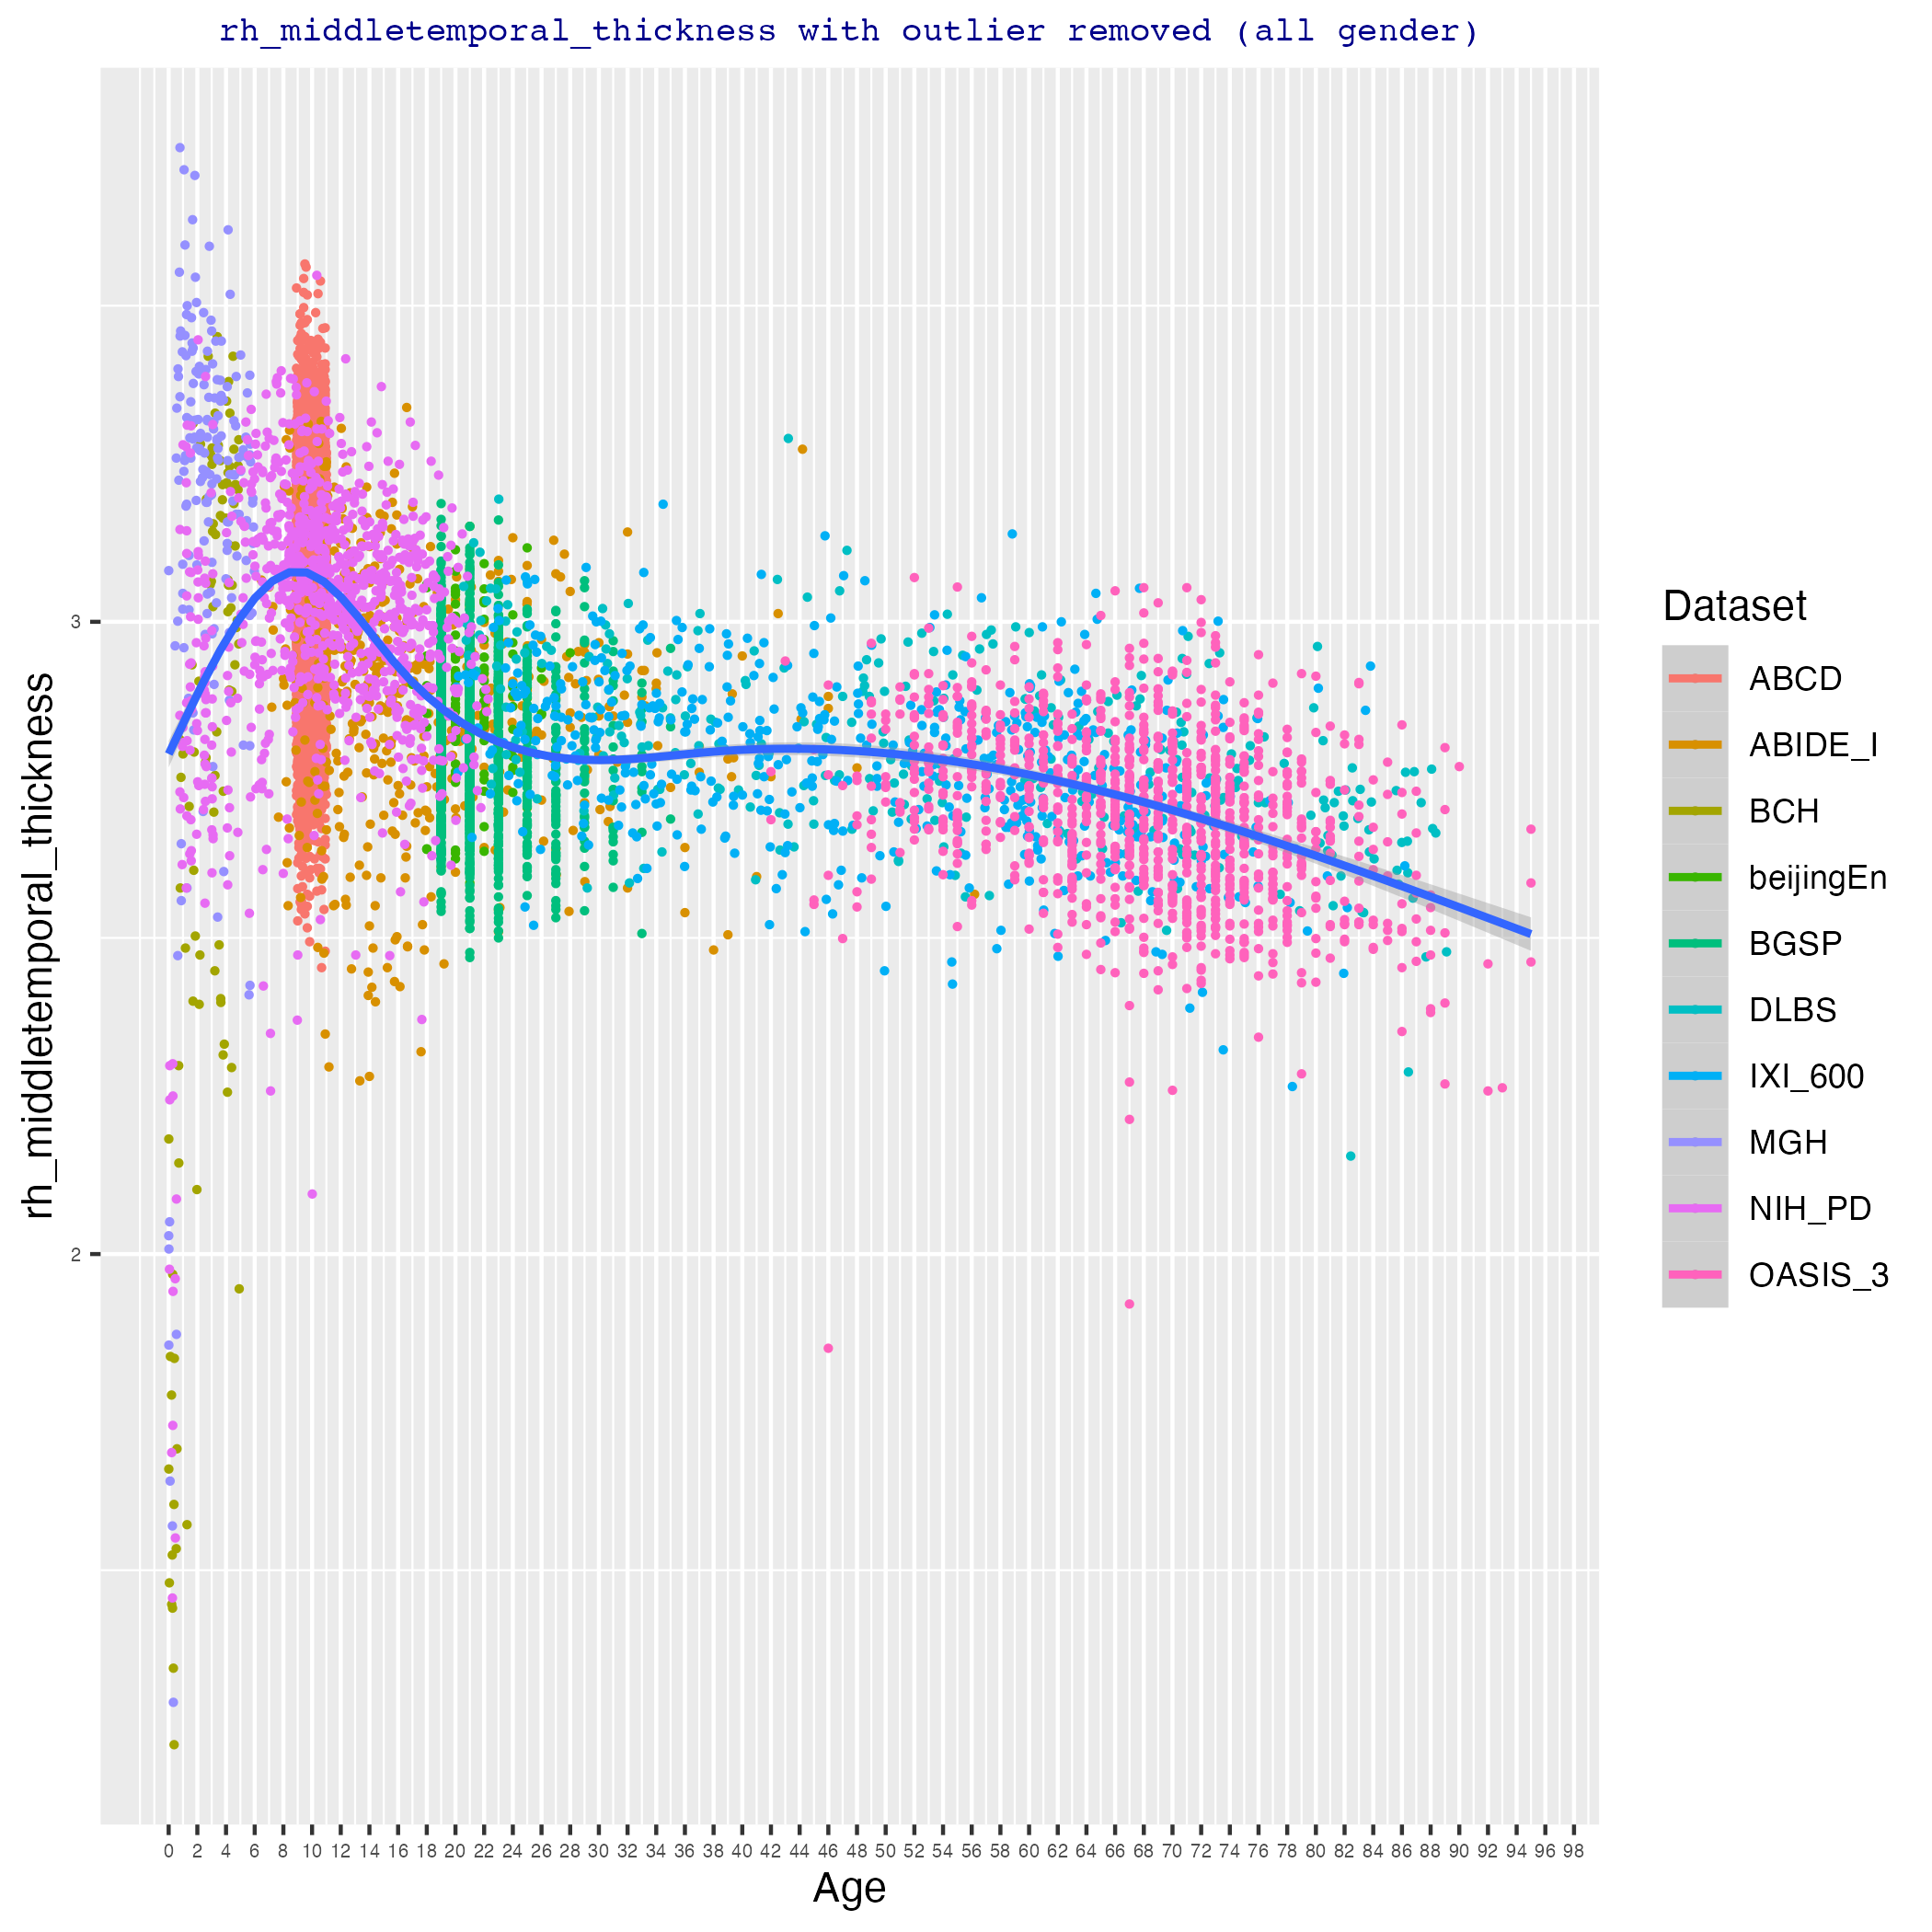 rh_middletemporal_thickness with outlier removed (all gender)
rh_middletemporal_thickness
3
2
0 2 4 6 8 10 12 14 16 18 20 22 24 26 28 30 32 34 36 38 40 42 44 46 48 50 52 54 56 58 60 62 64 66 68 70 72 74 76 78 80 82 84 86 88 90 92 94 96 98
Age
Dataset
ABCD
ABIDE_I
BCH
beijingEn
BGSP
DLBS
IXI_600
MGH
NIH_PD
OASIS_3